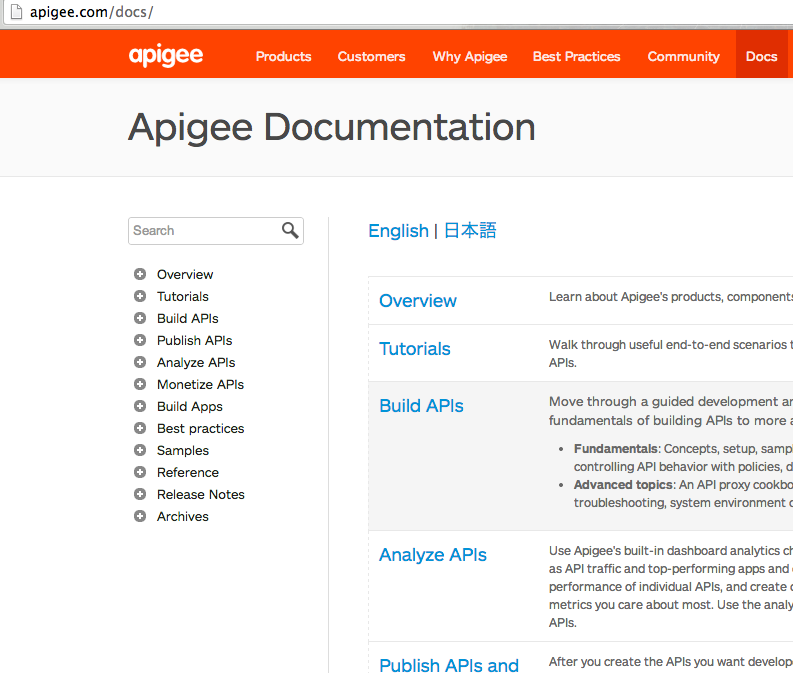 apigee.com/docs/
apigee Products Customers Why Apigee Best Practices Community Docs
Apigee Documentation
Search
Overview
Tutorials
Build APIs
Publish APIs
Analyze APIs
Monetize APIs
Build Apps
Best practices
Samples
Reference
Release Notes
Archives
English | 日本語
Overview
Learn about Apigee's products, components
Tutorials
Walk through useful end-to-end scenarios
APIs.
Build APIs
Move through a guided development
fundamentals of building APIs to more
Fundamentals: Concepts, setup,
controlling API behavior with policies,
Advanced topics: An API proxy
troubleshooting, system environment
Analyze APIs
Use Apigee's built-in dashboard analytics
as API traffic and top-performing apps and
performance of individual APIs, and create
metrics you care about most. Use the
APIs.
Publish APIs and
After you create the APIs you want